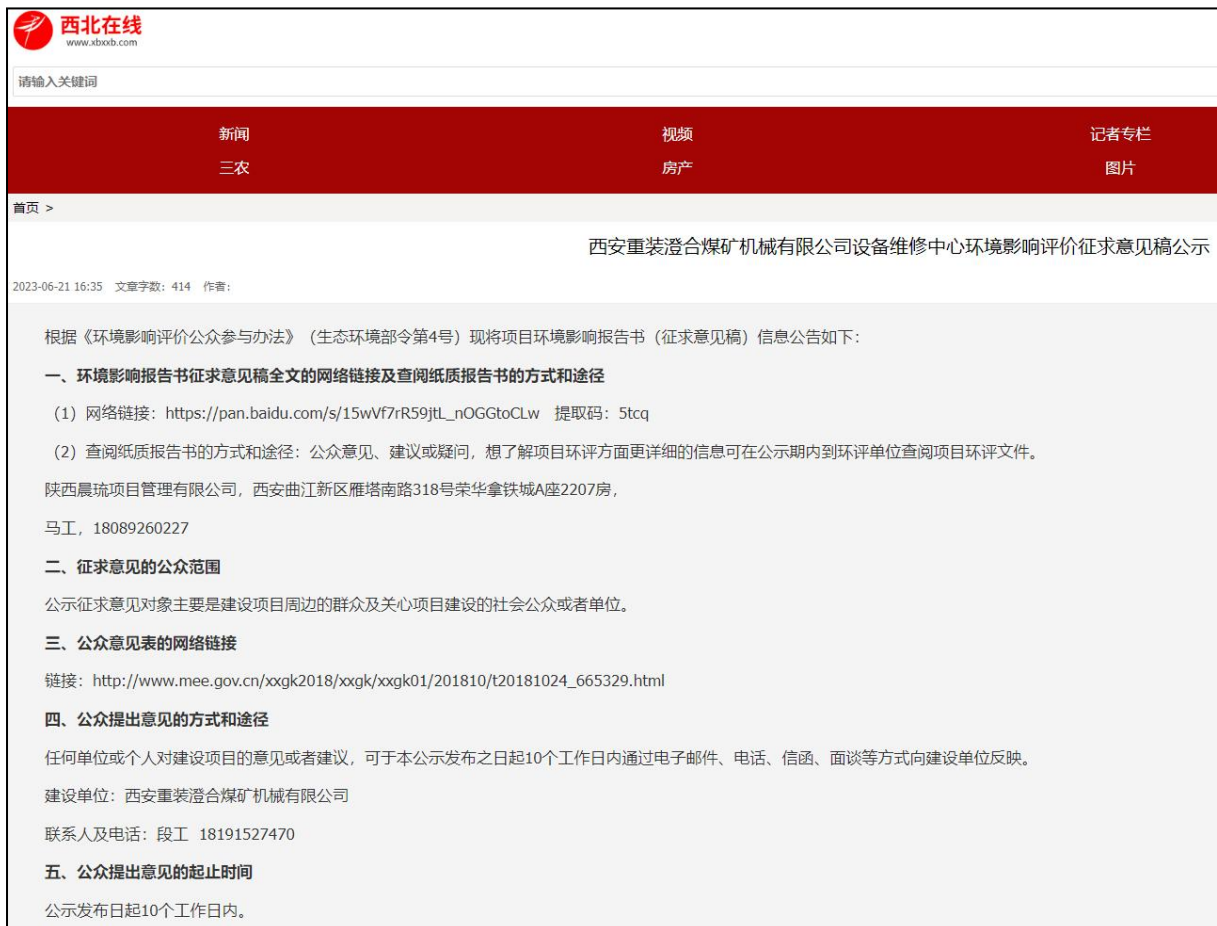 西北在线
www.xbxxb.com
请输入关键词
新闻 视频 记者专栏
三农 房产 图片
首页 >
西安重装澄合煤矿机械有限公司设备维修中心环境影响评价征求意见稿公示
2023-06-21 16:35 文章字数：414 作者：
根据《环境影响评价公众参与办法》（生态环境部令第4号）现将项目环境影响报告书（征求意见稿）信息公告如下：
一、环境影响报告书征求意见稿全文的网络链接及查阅纸质报告书的方式和途径
（1）网络链接：https://pan.baidu.com/s/15wVf7rR59jtL_nOGGtoCLw 提取码：5tcq
（2）查阅纸质报告书的方式和途径：公众意见、建议或疑问，想了解项目环评方面更详细的信息可在公示期内到环评单位查阅项目环评文件。
陕西晨琉项目管理有限公司，西安曲江新区雁塔南路318号荣华拿铁城A座2207房，
马工，18089260227
二、征求意见的公众范围
公示征求意见对象主要是建设项目周边的群众及关心项目建设的社会公众或者单位。
三、公众意见表的网络链接
链接：http://www.mee.gov.cn/xxgk2018/xxgk/xxgk01/201810/t20181024_665329.html
四、公众提出意见的方式和途径
任何单位或个人对建设项目的意见或者建议，可于本公示发布之日起10个工作日内通过电子邮件、电话、信函、面谈等方式向建设单位反映。
建设单位：西安重装澄合煤矿机械有限公司
联系人及电话：段工 18191527470
五、公众提出意见的起止时间
公示发布日起10个工作日内。